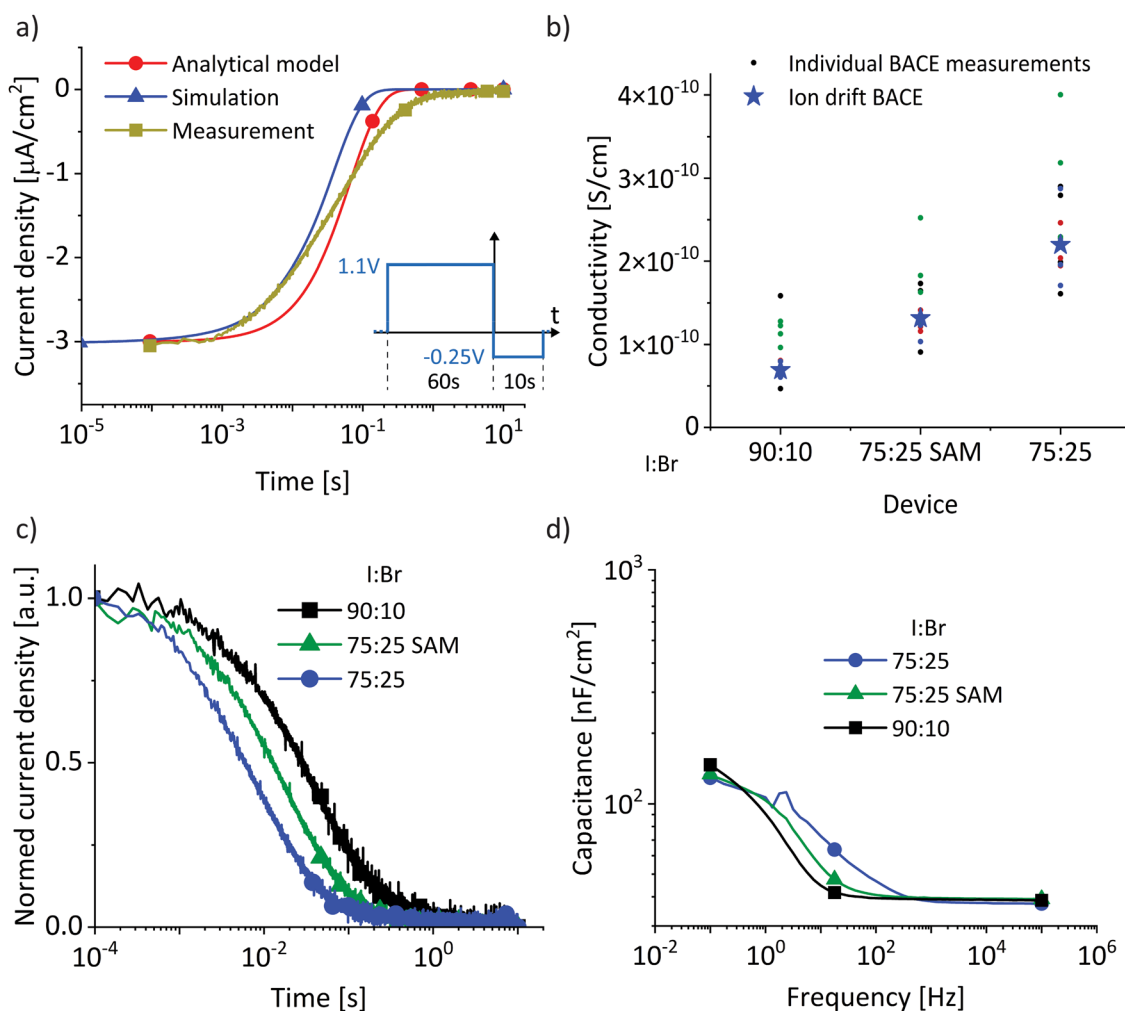 a)
Analytical model
Simulation
Measurement
Current density [µA/cm²]
0
-1
-2
-3
10⁻⁵
10⁻³
10⁻¹
10¹
Time [s]
1.1V
-0.25V
60s
10s
t
b)
Individual BACE measurements
Ion drift BACE
Conductivity [S/cm]
4×10⁻¹⁰
3×10⁻¹⁰
2×10⁻¹⁰
1×10⁻¹⁰
0
I:Br
90:10
75:25 SAM
75:25
Device
c)
I:Br
90:10
75:25 SAM
75:25
Normed current density [a.u.]
1.0
0.5
0.0
10⁻⁴
10⁻²
10⁰
Time [s]
d)
I:Br
75:25
75:25 SAM
90:10
Capacitance [nF/cm²]
10³
10²
10⁻²
10⁰
10²
10⁴
10⁶
Frequency [Hz]